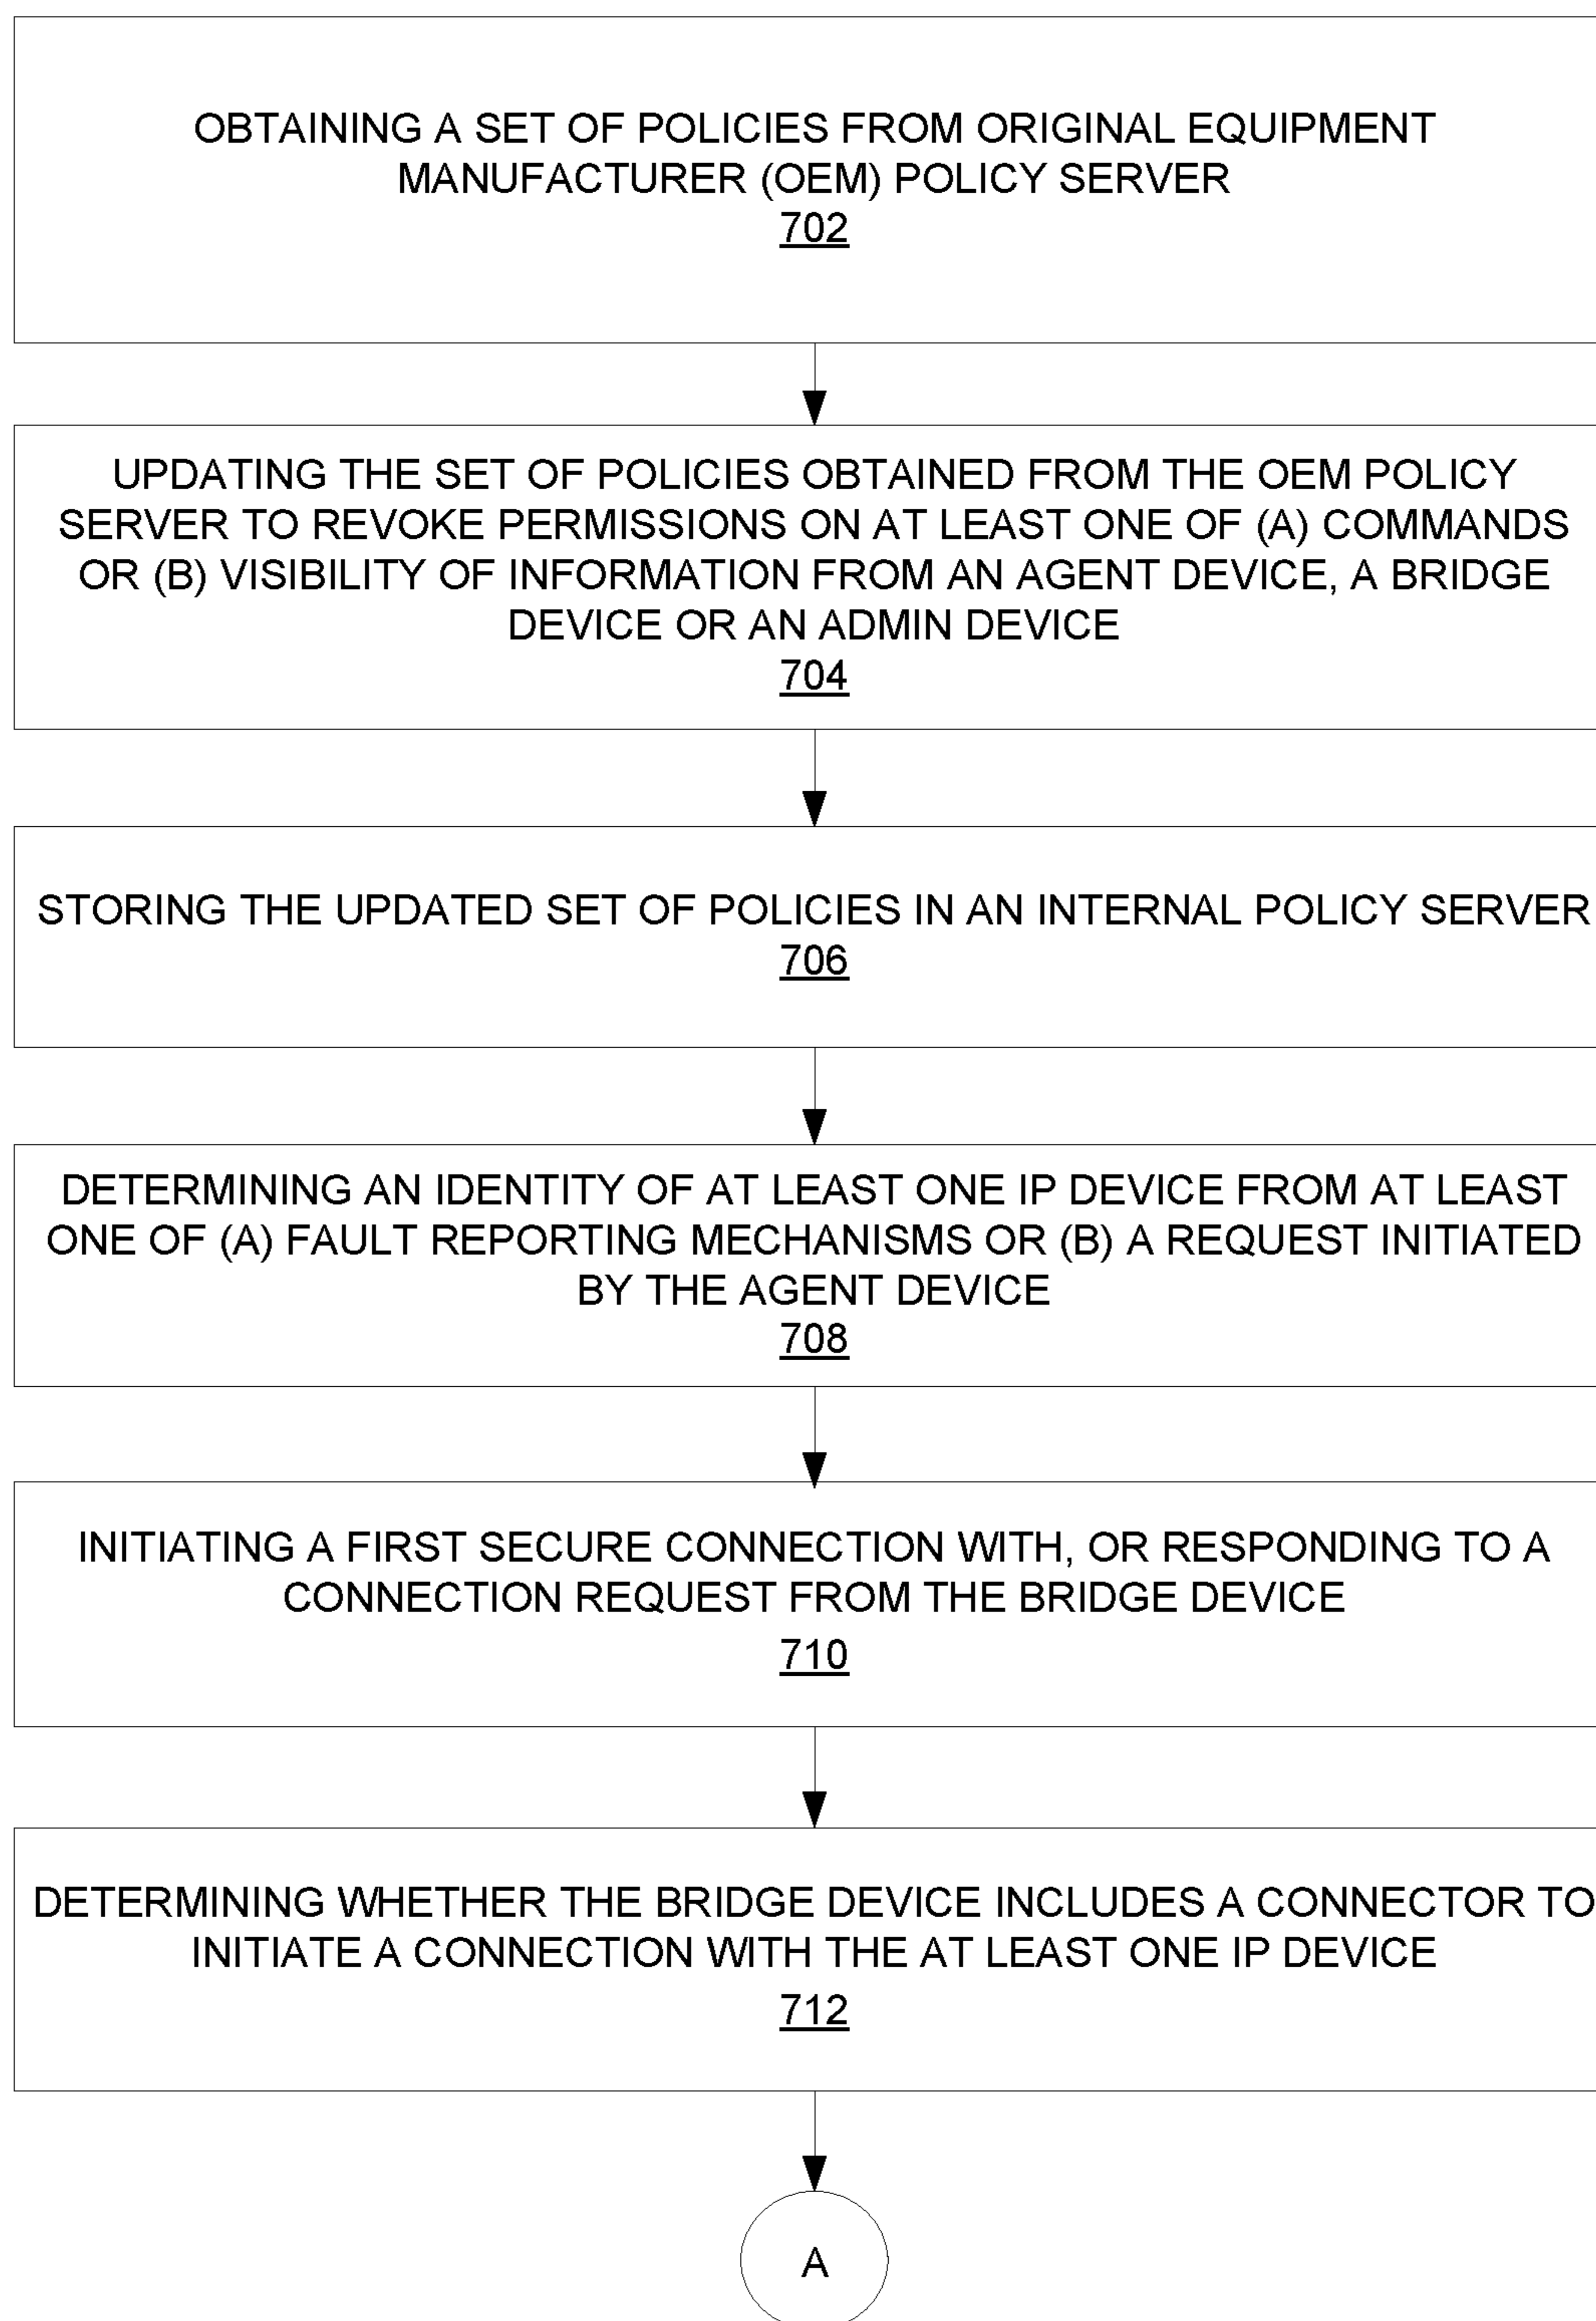 OBTAINING A SET OF POLICIES FROM ORIGINAL EQUIPMENT
MANUFACTURER (OEM) POLICY SERVER
702
UPDATING THE SET OF POLICIES OBTAINED FROM THE OEM POLICY
SERVER TO REVOKE PERMISSIONS ON AT LEAST ONE OF (A) COMMANDS
OR (B) VISIBILITY OF INFORMATION FROM AN AGENT DEVICE, A BRIDGE
DEVICE OR AN ADMIN DEVICE
704
STORING THE UPDATED SET OF POLICIES IN AN INTERNAL POLICY SERVER
706
DETERMINING AN IDENTITY OF AT LEAST ONE IP DEVICE FROM AT LEAST
ONE OF (A) FAULT REPORTING MECHANISMS OR (B) A REQUEST INITIATED
BY THE AGENT DEVICE
708
INITIATING A FIRST SECURE CONNECTION WITH, OR RESPONDING TO A
CONNECTION REQUEST FROM THE BRIDGE DEVICE
710
DETERMINING WHETHER THE BRIDGE DEVICE INCLUDES A CONNECTOR TO
INITIATE A CONNECTION WITH THE AT LEAST ONE IP DEVICE
712
A